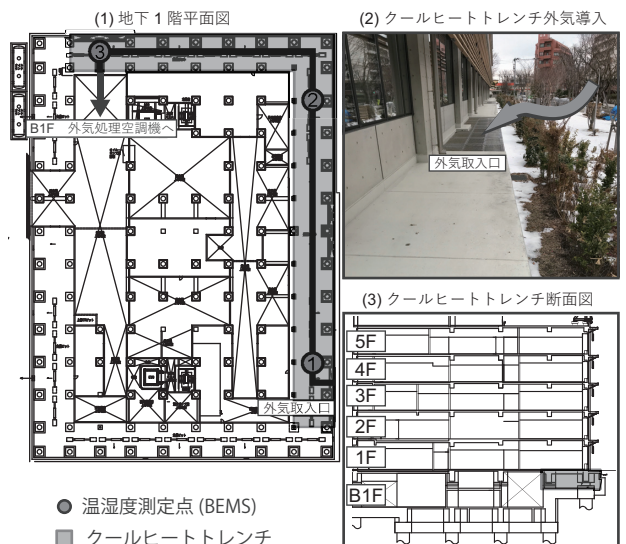 (1) 地下 1 階平面図
③
②
B1F 外気処理空調機へ
①
外気取入口
温湿度測定点 (BEMS)
クールヒートトレンチ
(2) クールヒートトレンチ外気導入
外気取入口
(3) クールヒートトレンチ断面図
5F
4F
3F
2F
1F
B1F